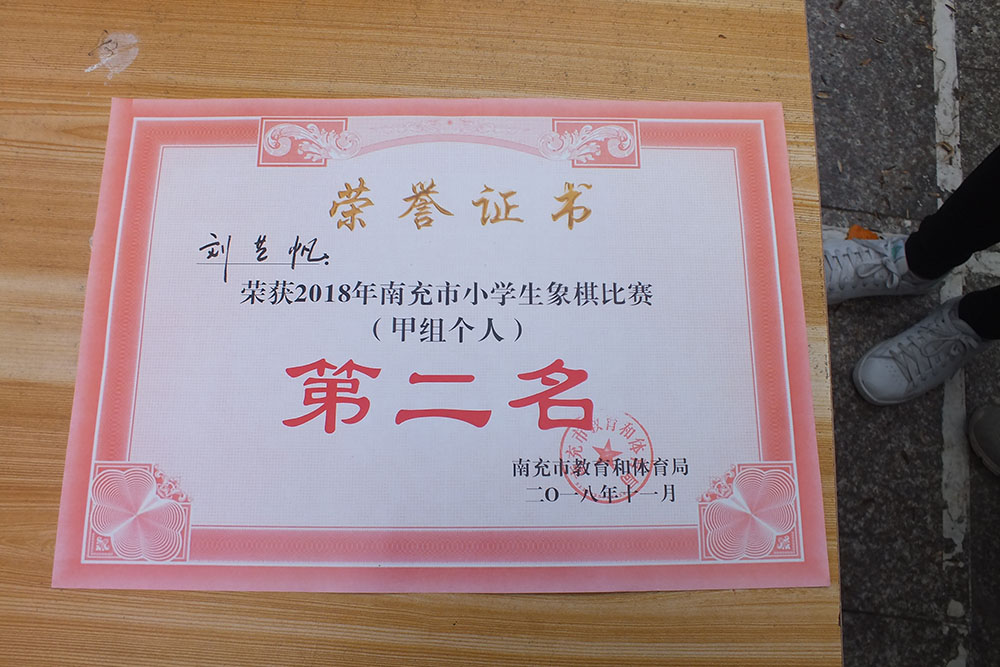 荣誉证书
刘芝帆：
荣获2018年南充市小学生象棋比赛
（甲组个人）
第二名
南充市教育和体育局
二〇一八年十一月